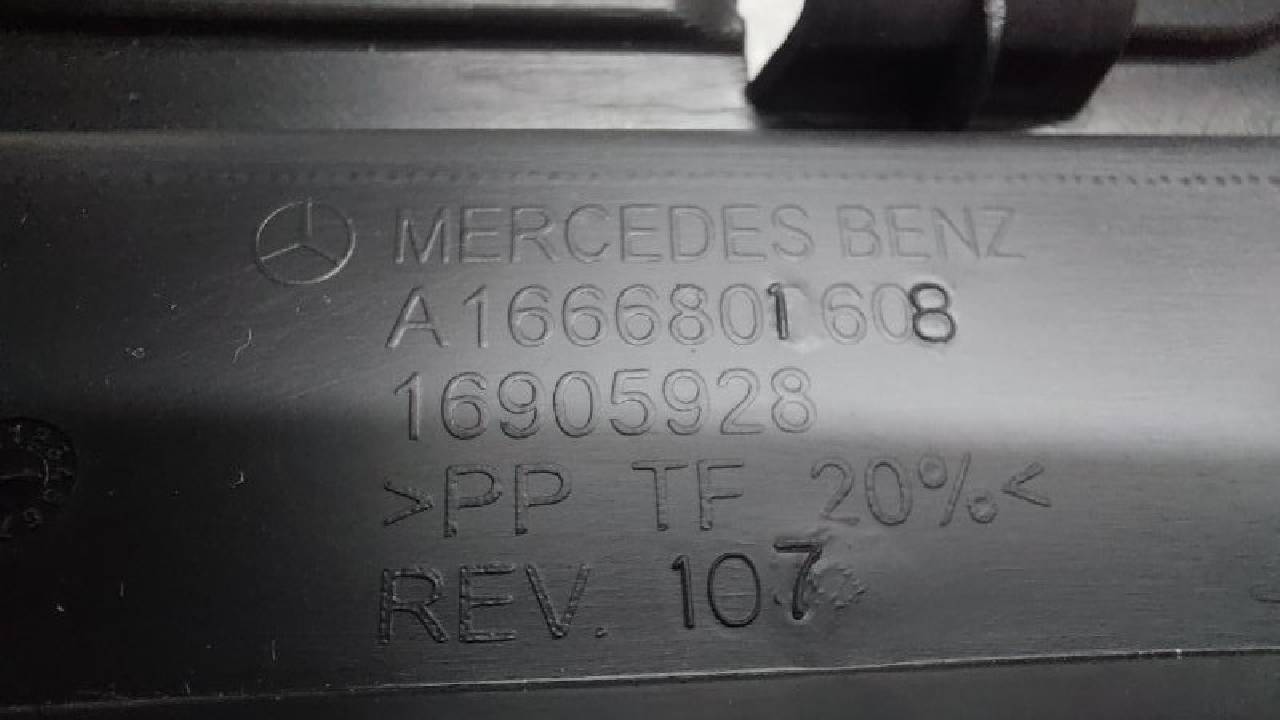 MERCEDES BENZ
A1666801608
16905928
>PP TF 20%<
REV. 107